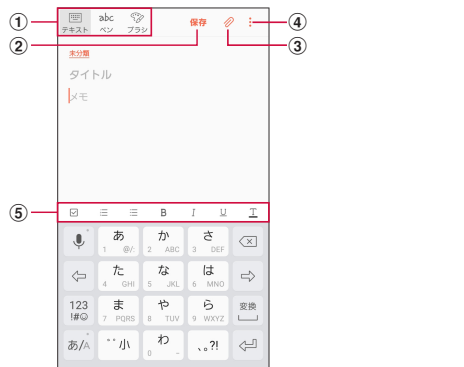 ① abc 保存 ④
テキスト ペン ブラシ
② ③
未分類
タイトル
メモ
⑤ B I U T
あ か さ
1 @/: 2 ABC 3 DEF
た な は
4 GHI 5 JKL 6 MNO
123 ま や ら 変換
!#☺ 7 PQRS 8 TUV 9 WXYZ
あ/A ゛゜小 わ 、。?!
0 -